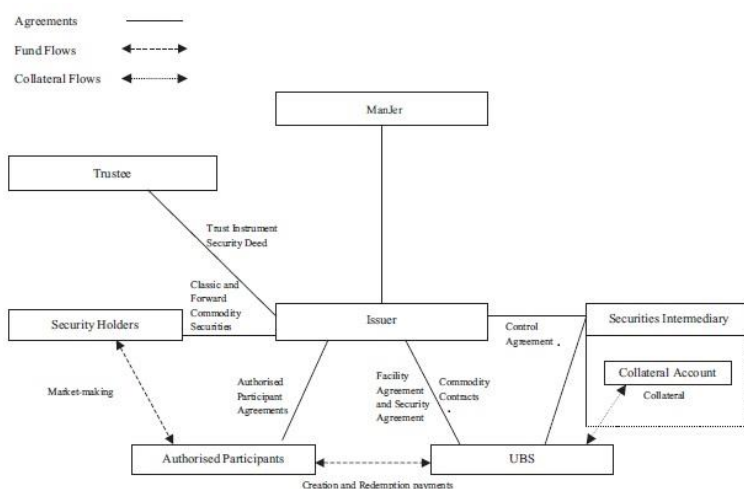 Agreements
Fund Flows
Collateral Flows
ManJer
Trustee
Trust Instrument
Security Deed
Classic and
Forward
Commodity
Securities
Security Holders
Issuer
Securities Intermediary
Control
Agreement
Collateral Account
Collateral
Market-making
Authorised
Participant
Agreements
Facility
Agreement
and Security
Agreement
Commodity
Contracts
Authorised Participants
UBS
Creation and Redemption payments